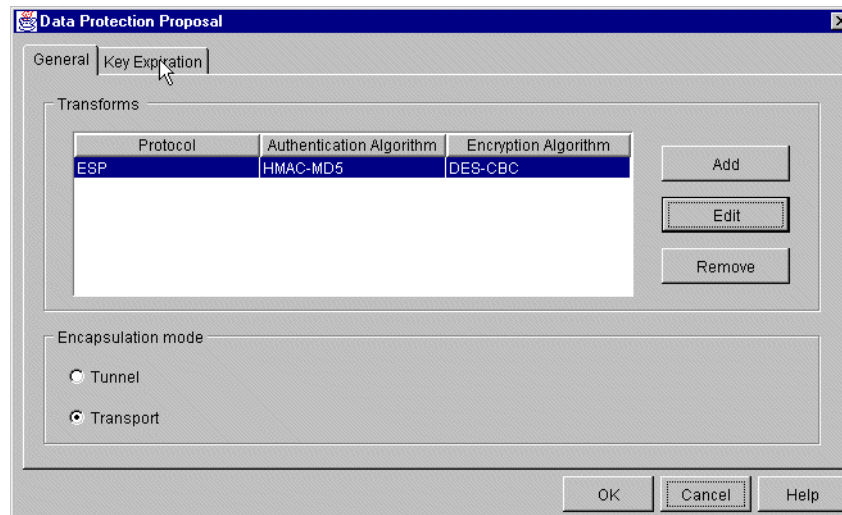 Data Protection Proposal
General Key Expiration
Transforms
Protocol Authentication Algorithm Encryption Algorithm
ESP HMAC-MD5 DES-CBC
Add
Edit
Remove
Encapsulation mode
Tunnel
Transport
OK Cancel Help